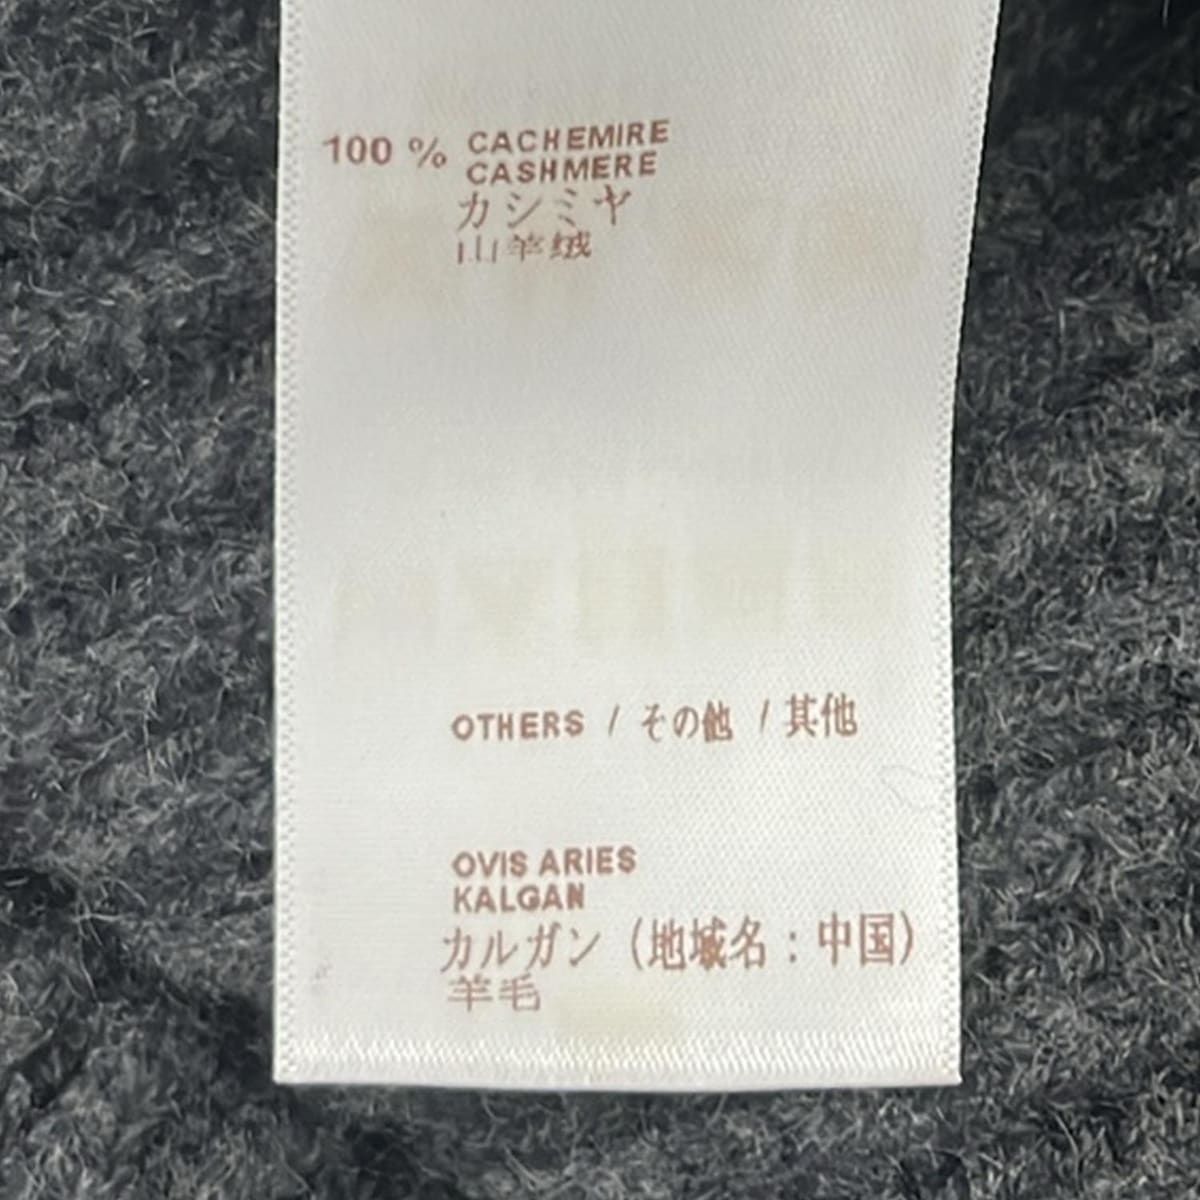 100 % CACHEMIRE
CASHMERE
カシミヤ
山羊绒
OTHERS / その他 / 其他
OVIS ARIES
KALGAN
カルガン（地域名：中国）
羊毛